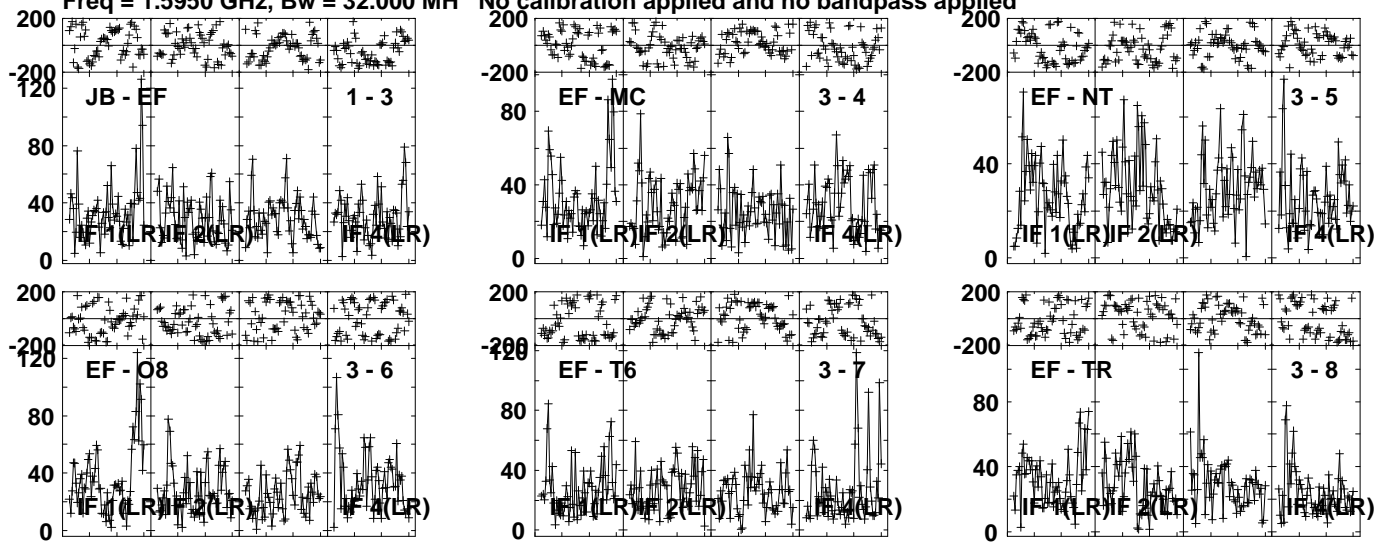 Freq = 1.5950 GHz, Bw = 32.000 MH No calibration applied and no bandpass applied
200 200 200
-200 -200 -200
120 JB - EF 1 - 3 EF - MC 3 - 4 EF - NT 3 - 5
80 80
40 40 40
IF 1(LR) IF 2(LR) IF 4(LR) IF 1(LR) IF 2(LR) IF 4(LR) IF 1(LR) IF 2(LR) IF 4(LR)
0 0 0
200 200 200
-200 -200 -200
120 EF - O8 3 - 6 120 EF - T6 3 - 7 EF - TR 3 - 8
80 80 80
40 40 40
IF 1(LR) IF 2(LR) IF 4(LR) IF 1(LR) IF 2(LR) IF 4(LR) IF 1(LR) IF 2(LR) IF 4(LR)
0 0 0